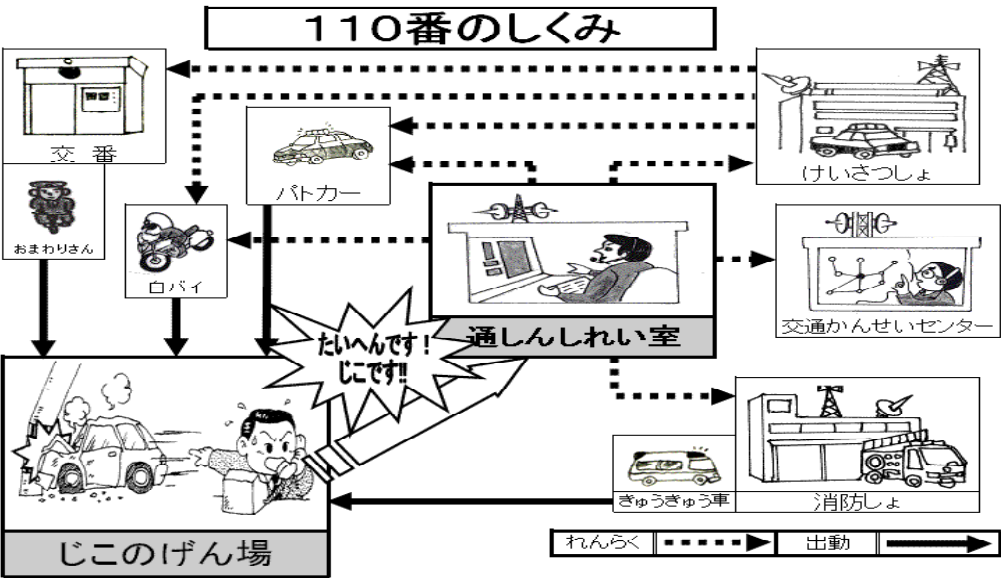 110番のしくみ
交番
おまわりさん
白バイ
パトカー
けいさつしょ
通しんしれい室
交通かんせいセンター
たいへんです！
じこです!!
きゅうきゅう車
消防しょ
じこのげん場
れんらく
出動